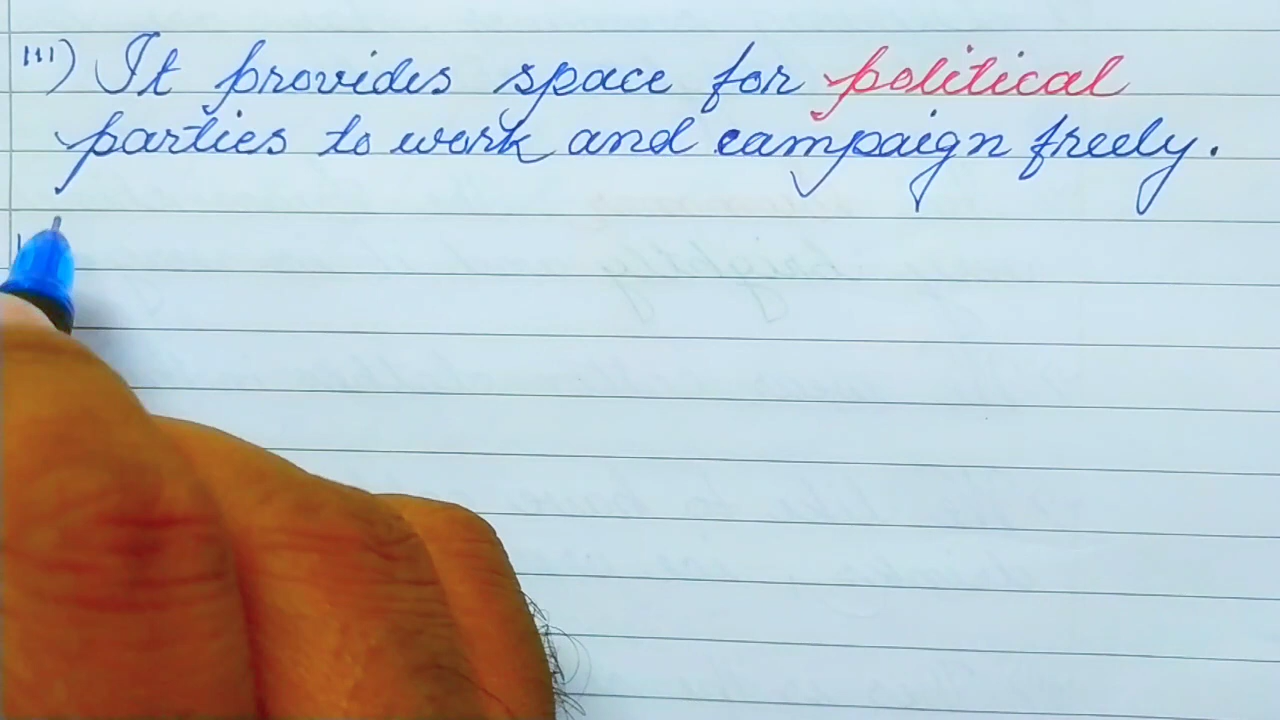 III) It provides space for political
parties to work and campaign freely.